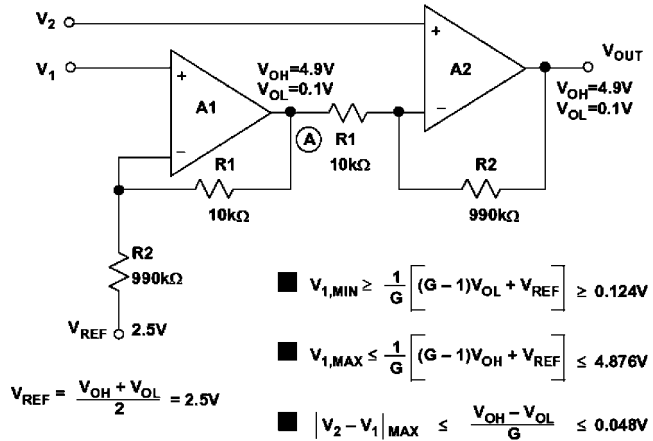 V2
V1
+
−
A1
VOH=4.9V
VOL=0.1V
A
R1
10kΩ
R1
10kΩ
+
−
A2
VOUT
VOH=4.9V
VOL=0.1V
R2
990kΩ
R2
990kΩ
VREF 2.5V
VREF = (VOH + VOL)/2 = 2.5V
■ V1,MIN ≥ 1/G [(G – 1)VOL + VREF] ≥ 0.124V
■ V1,MAX ≤ 1/G [(G – 1)VOH + VREF] ≤ 4.876V
■ |V2 – V1|MAX ≤ (VOH – VOL)/G ≤ 0.048V